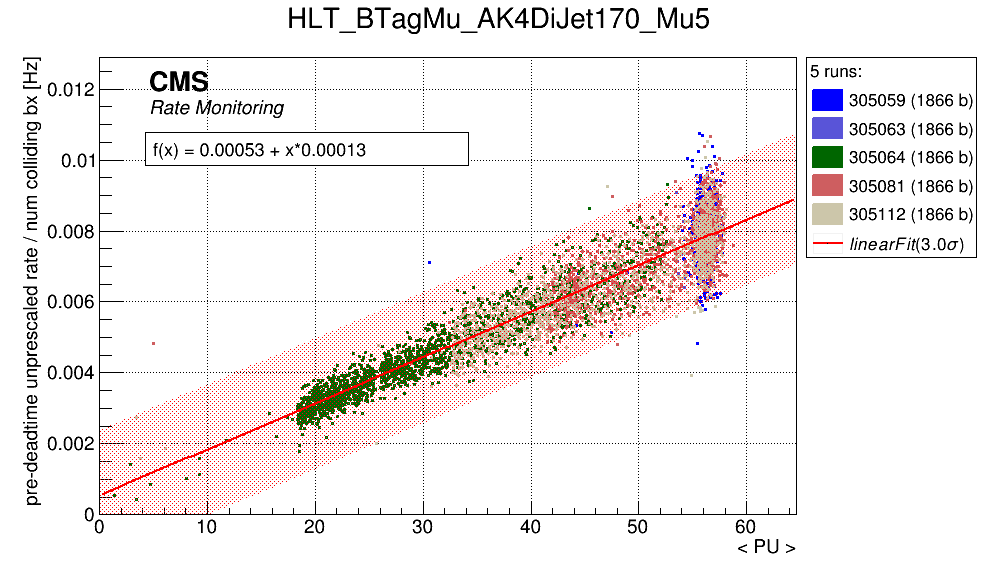 HLT_BTagMu_AK4DiJet170_Mu5
pre-deadtime unprescaled rate / num colliding bx [Hz]
CMS
Rate Monitoring
f(x) = 0.00053 + x*0.00013
0.012
0.01
0.008
0.006
0.004
0.002
0
0 10 20 30 40 50 60
< PU >
5 runs:
305059 (1866 b)
305063 (1866 b)
305064 (1866 b)
305081 (1866 b)
305112 (1866 b)
linearFit(3.0σ)